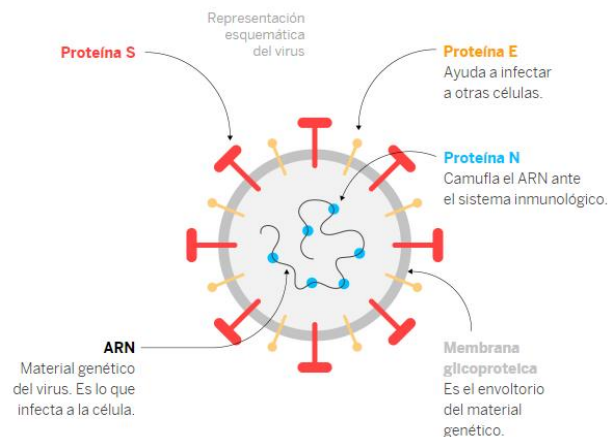 Representación
esquemática
del virus
Proteína S
Proteína E
Ayuda a infectar
a otras células.
Proteína N
Camufla el ARN ante
el sistema inmunológico.
ARN
Material genético
del virus. Es lo que
infecta a la célula.
Membrana
glicoproteica
Es el envoltorio
del material
genético.